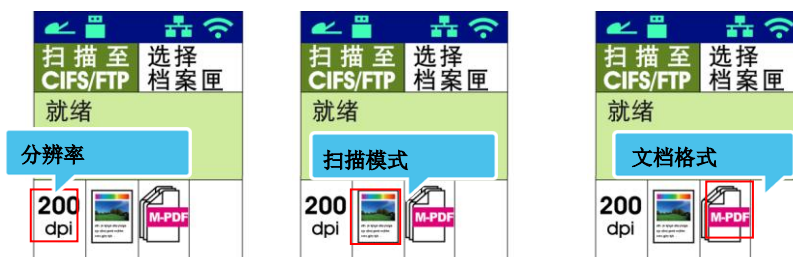 扫描至 选择
CIFS/FTP 档案匣
就绪
分辨率
200
dpi
M-PDF
扫描至 选择
CIFS/FTP 档案匣
就绪
扫描模式
200
dpi
M-PDF
扫描至 选择
CIFS/FTP 档案匣
就绪
文档格式
200
dpi
M-PDF